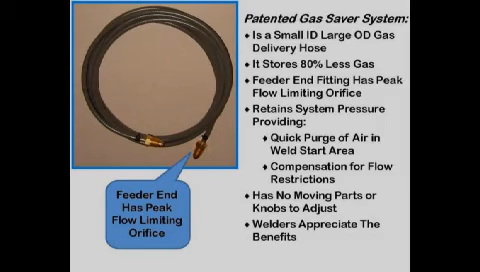 Patented Gas Saver System:
♦ Is a Small ID Large OD Gas
Delivery Hose
♦ It Stores 80% Less Gas
♦ Feeder End Fitting Has Peak
Flow Limiting Orifice
♦ Retains System Pressure
Providing:
♦ Quick Purge of Air in
Weld Start Area
♦ Compensation for Flow
Restrictions
♦ Has No Moving Parts or
Knobs to Adjust
♦ Welders Appreciate The
Benefits
Feeder End
Has Peak
Flow Limiting
Orifice